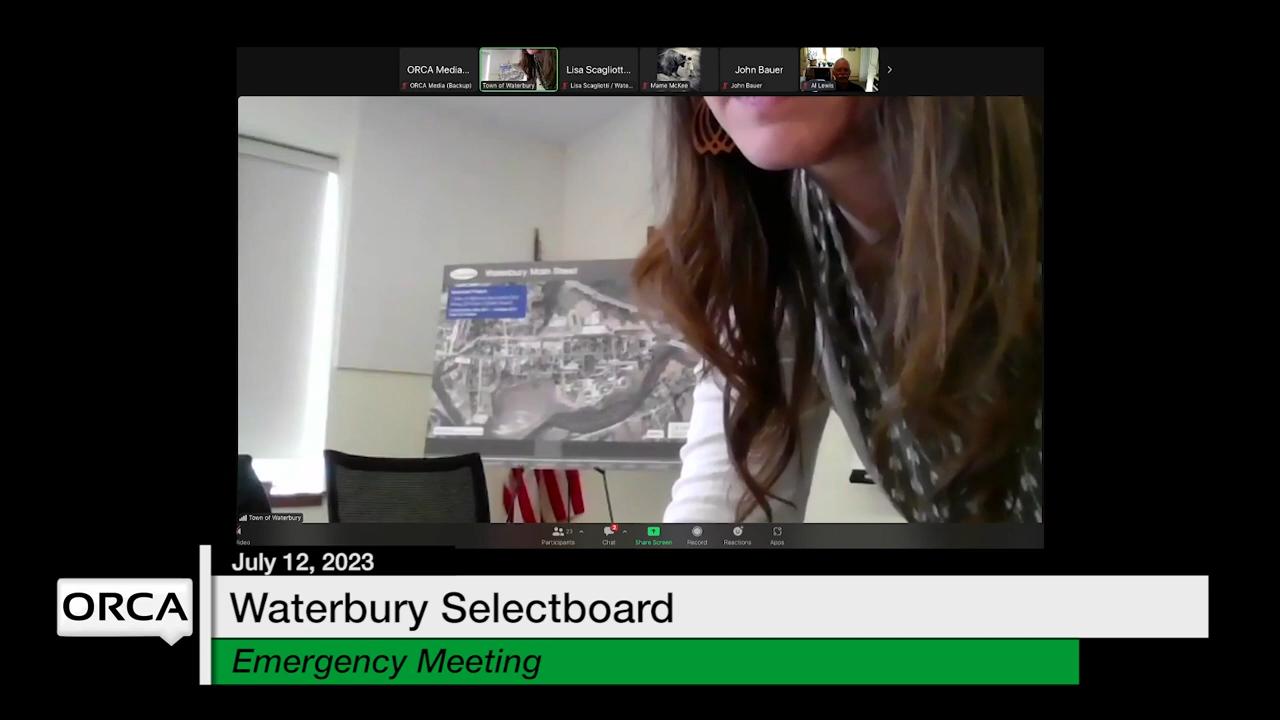 ORCA Media...
Lisa Scagliott...
John Bauer
ORCA Media (Backup)
Town of Waterbury
Lisa Scagliotti / Wate...
Mame McKee
John Bauer
Al Lewis
Waterbury Main Street
Town of Waterbury
Video
Participants
23
Chat
Share Screen
Record
Reactions
Apps
July 12, 2023
ORCA
Waterbury Selectboard
Emergency Meeting